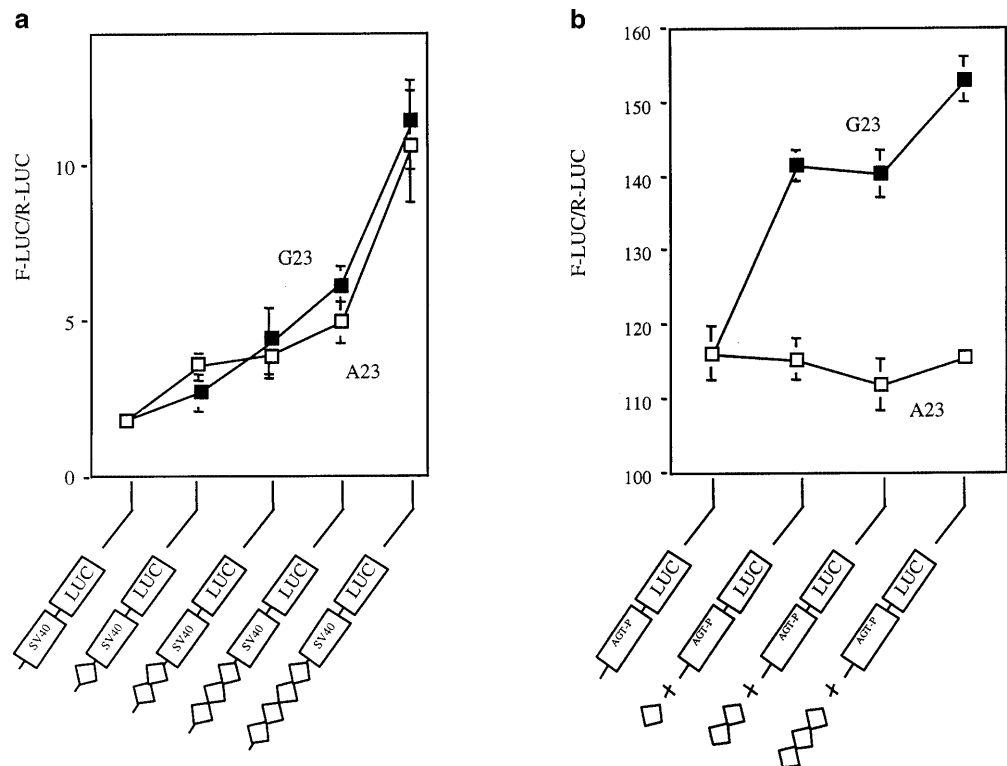 a
F-LUC/R-LUC
10
5
0
G23
A23
SV40 LUC
SV40 LUC
SV40 LUC
SV40 LUC
SV40 LUC
b
F-LUC/R-LUC
160
150
140
130
120
110
100
G23
A23
AGT-P LUC
AGT-P LUC
AGT-P LUC
AGT-P LUC
+
+
+